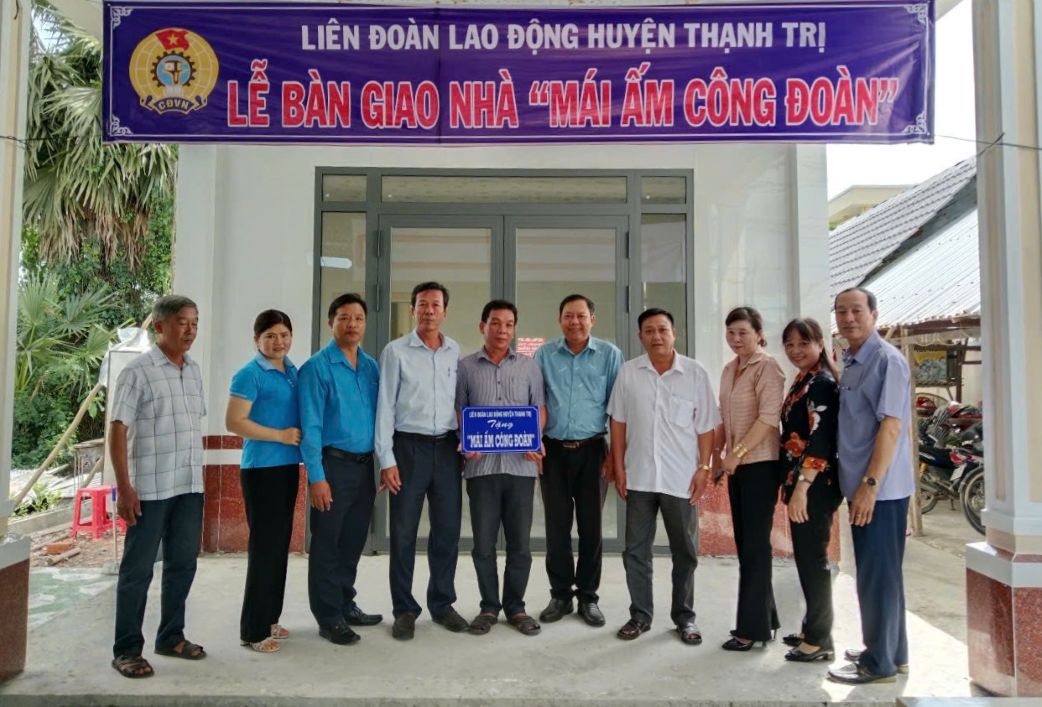 LIÊN ĐOÀN LAO ĐỘNG HUYỆN THẠNH TRỊ
LỄ BÀN GIAO NHÀ “MÁI ẤM CÔNG ĐOÀN”
CĐVN
LIÊN ĐOÀN LAO ĐỘNG HUYỆN THẠNH TRỊ
Tặng
"MÁI ẤM CÔNG ĐOÀN"